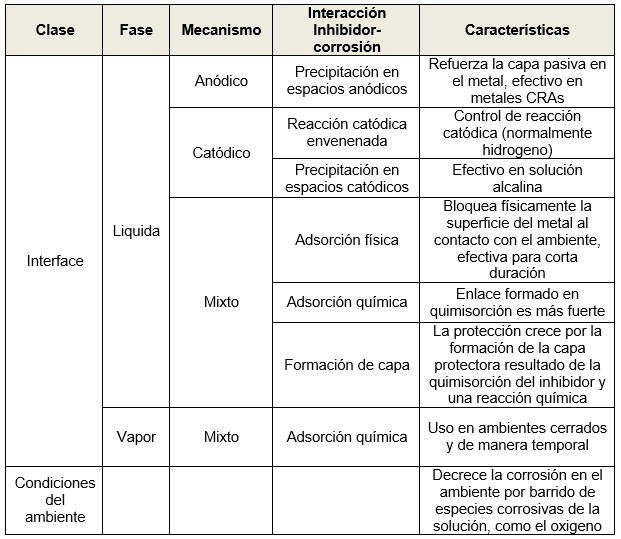 Clase
Fase
Mecanismo
Interacción
Inhibidor-
corrosión
Características
Interface
Liquida
Anódico
Precipitación en
espacios anódicos
Refuerza la capa pasiva en
el metal, efectivo en
metales CRAs
Catódico
Reacción catódica
envenenada
Control de reacción
catódica (normalmente
hidrogeno)
Precipitación en
espacios catódicos
Efectivo en solución
alcalina
Mixto
Adsorción física
Bloquea físicamente la
superficie del metal al
contacto con el ambiente,
efectiva para corta
duración
Adsorción química
Enlace formado en
quimisorción es más fuerte
Formación de capa
La protección crece por la
formación de la capa
protectora resultado de la
quimisorción del inhibidor y
una reacción química
Vapor
Mixto
Adsorción química
Uso en ambientes cerrados
y de manera temporal
Condiciones
del
ambiente
Decrece la corrosión en el
ambiente por barrido de
especies corrosivas de la
solución, como el oxigeno